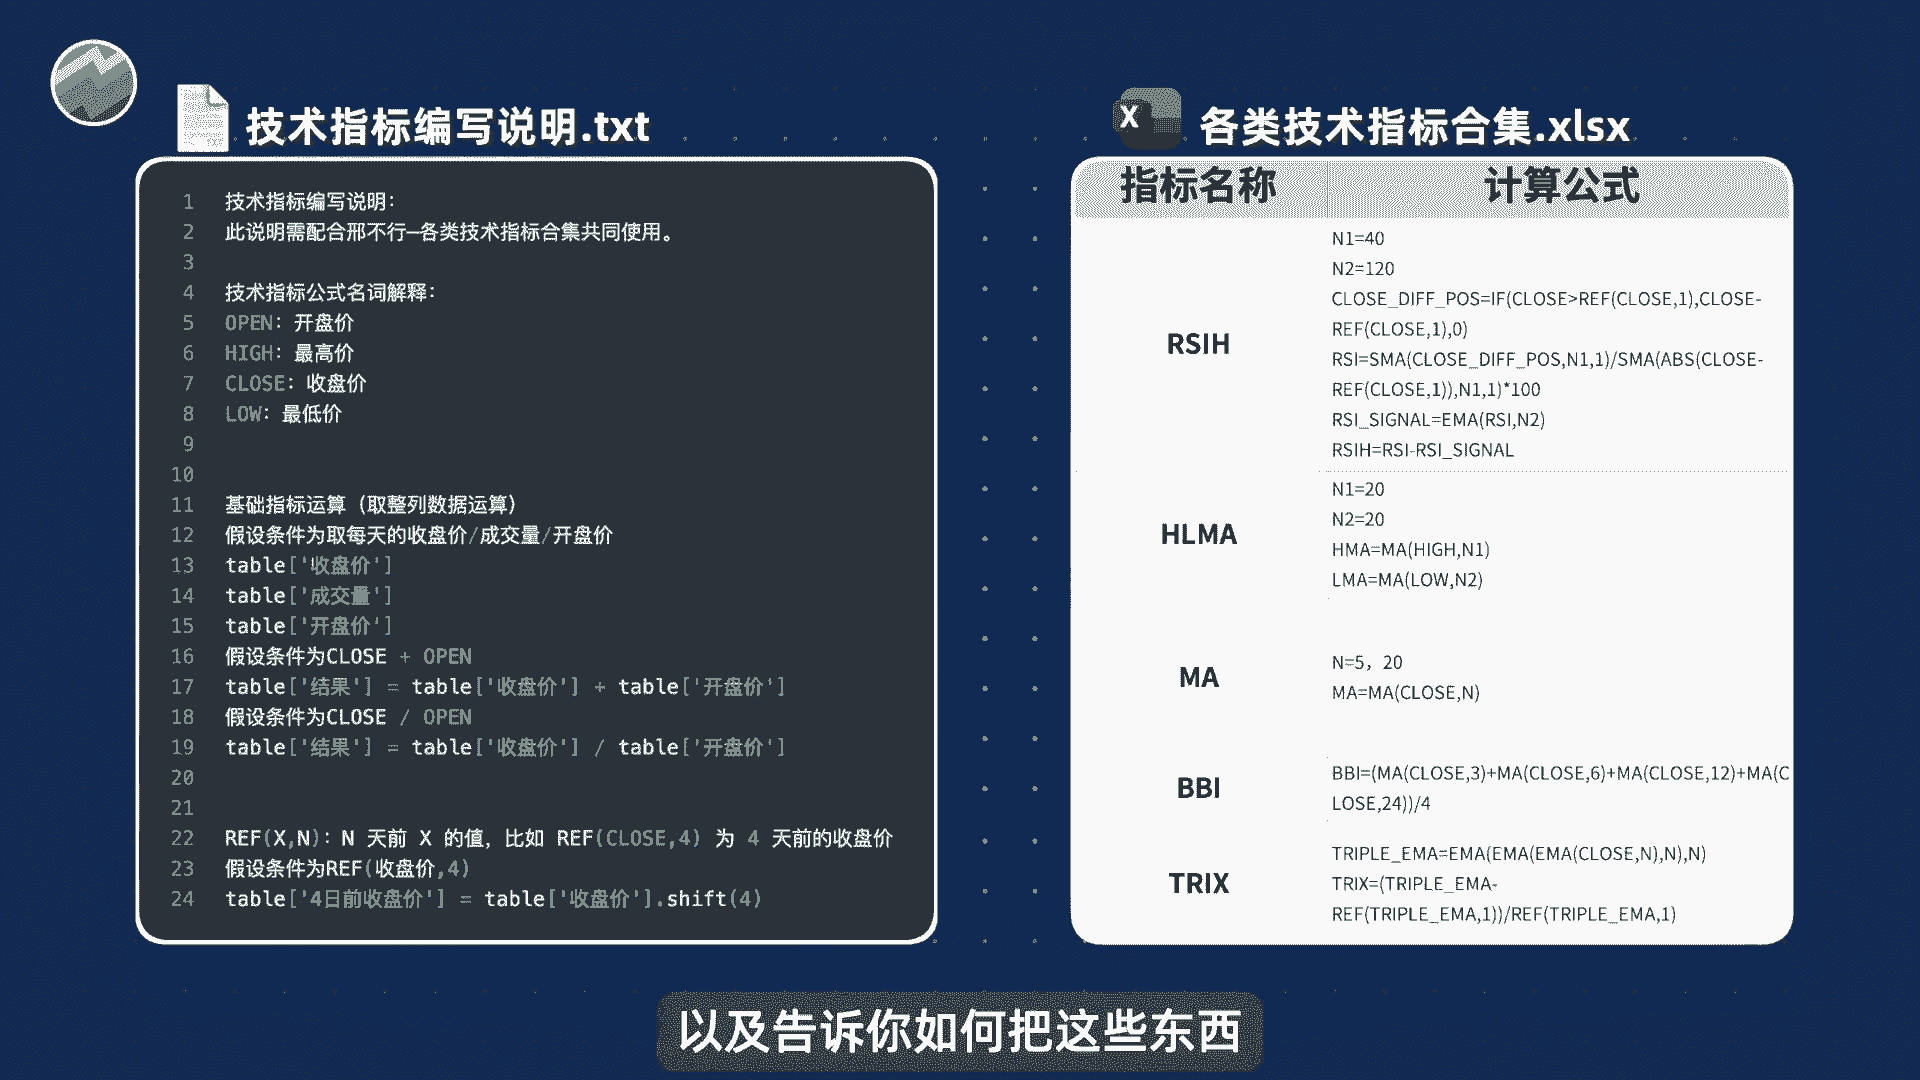 技术指标编写说明.txt
1 技术指标编写说明：
2 此说明需配合邢不行—各类技术指标合集共同使用。
3
4 技术指标公式名词解释：
5 OPEN：开盘价
6 HIGH：最高价
7 CLOSE：收盘价
8 LOW：最低价
9
10
11 基础指标运算（取整列数据运算）
12 假设条件为取每天的收盘价/成交量/开盘价
13 table['收盘价']
14 table['成交量']
15 table['开盘价']
16 假设条件为CLOSE + OPEN
17 table['结果'] = table['收盘价'] + table['开盘价']
18 假设条件为CLOSE / OPEN
19 table['结果'] = table['收盘价'] / table['开盘价']
20
21
22 REF(X,N)：N 天前 X 的值，比如 REF(CLOSE,4) 为 4 天前的收盘价
23 假设条件为REF(收盘价,4)
24 table['4日前收盘价'] = table['收盘价'].shift(4)
X 各类技术指标合集.xlsx
指标名称 计算公式
RSIH
N1=40
N2=120
CLOSE_DIFF_POS=IF(CLOSE>REF(CLOSE,1),CLOSE-
REF(CLOSE,1),0)
RSI=SMA(CLOSE_DIFF_POS,N1,1)/SMA(ABS(CLOSE-
REF(CLOSE,1)),N1,1)*100
RSI_SIGNAL=EMA(RSI,N2)
RSIH=RSI-RSI_SIGNAL
HLMA
N1=20
N2=20
HMA=MA(HIGH,N1)
LMA=MA(LOW,N2)
MA
N=5，20
MA=MA(CLOSE,N)
BBI
BBI=(MA(CLOSE,3)+MA(CLOSE,6)+MA(CLOSE,12)+MA(C
LOSE,24))/4
TRIX
TRIPLE_EMA=EMA(EMA(EMA(CLOSE,N),N),N)
TRIX=(TRIPLE_EMA-
REF(TRIPLE_EMA,1))/REF(TRIPLE_EMA,1)
以及告诉你如何把这些东西